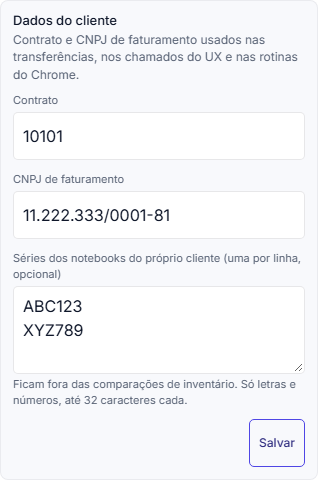 Dados do cliente
Contrato e CNPJ de faturamento usados nas
transferências, nos chamados do UX e nas rotinas
do Chrome.
Contrato
10101
CNPJ de faturamento
11.222.333/0001-81
Séries dos notebooks do próprio cliente (uma por linha,
opcional)
ABC123
XYZ789
Ficam fora das comparações de inventário. Só letras e
números, até 32 caracteres cada.
Salvar